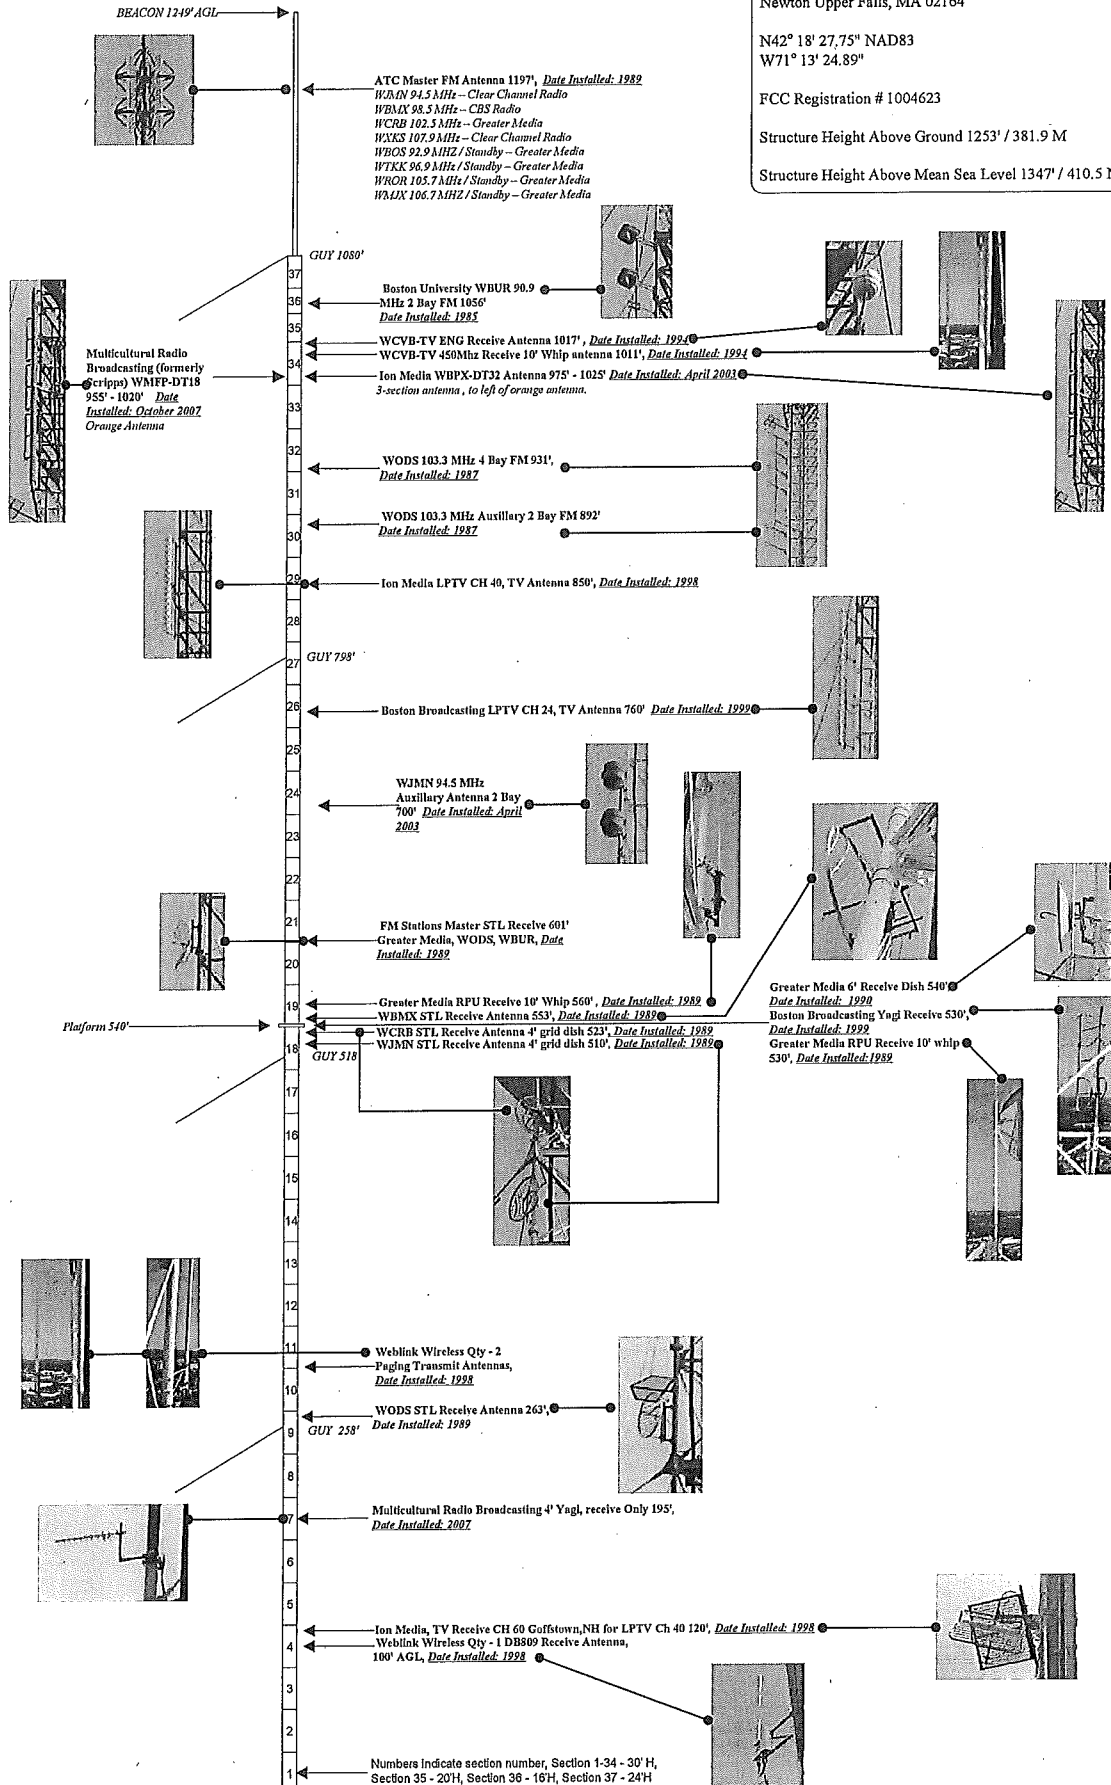 Newton Upper Falls, MA 02164
N42° 18' 27.75" NAD83
W71° 13' 24.89"
FCC Registration # 1004623
Structure Height Above Ground 1253' / 381.9 M
Structure Height Above Mean Sea Level 1347' / 410.5
BEACON 1249' AGL
ATC Master FM Antenna 1197', Date Installed: 1989
WJMN 94.5 MHz – Clear Channel Radio
WBMX 98.5 MHz – CBS Radio
WCRB 102.5 MHz – Greater Media
WXKS 107.9 MHz – Clear Channel Radio
WBOS 92.9 MHZ / Standby – Greater Media
WTKK 96.9 MHz / Standby – Greater Media
WROR 105.7 MHz / Standby – Greater Media
WMJX 106.7 MHZ / Standby – Greater Media
GUY 1080'
37
Boston University WBUR 90.9
MHz 2 Bay FM 1056'
Date Installed: 1985
36
35
WCVB-TV ENG Receive Antenna 1017', Date Installed: 1994
WCVB-TV 450Mhz Receive 10' Whip antenna 1011', Date Installed: 1994
34
Multicultural Radio
Broadcasting (formerly
Scripps) WMFP-DT18
955' - 1020' Date
Installed: October 2007
Orange Antenna
Ion Media WBPX-DT32 Antenna 975' - 1025' Date Installed: April 2003
3-section antenna, to left of orange antenna.
33
32
WODS 103.3 MHz 4 Bay FM 931',
Date Installed: 1987
31
WODS 103.3 MHz Auxillary 2 Bay FM 892'
Date Installed: 1987
30
29
Ion Media LPTV CH 40, TV Antenna 850', Date Installed: 1998
28
27
GUY 798'
26
Boston Broadcasting LPTV CH 24, TV Antenna 760' Date Installed: 1999
25
24
WJMN 94.5 MHz
Auxillary Antenna 2 Bay
700' Date Installed: April
2003
23
22
21
FM Stations Master STL Receive 601'
Greater Media, WODS, WBUR, Date
Installed: 1989
20
19
Greater Media RPU Receive 10' Whip 560', Date Installed: 1989
WBMX STL Receive Antenna 553', Date Installed: 1989
Platform 540'
Greater Media 6' Receive Dish 540'
Date Installed: 1990
Boston Broadcasting Yagi Receive 530',
Date Installed: 1999
Greater Media RPU Receive 10' whip
530', Date Installed: 1989
WCRB STL Receive Antenna 4' grid dish 523', Date Installed: 1989
WJMN STL Receive Antenna 4' grid dish 510', Date Installed: 1989
18
GUY 518
17
16
15
14
13
12
11
Weblink Wireless Qty - 2
Paging Transmit Antennas,
Date Installed: 1998
10
WODS STL Receive Antenna 263',
Date Installed: 1989
9
GUY 258'
8
7
Multicultural Radio Broadcasting 4' Yagi, receive Only 195',
Date Installed: 2007
6
5
Ion Media, TV Receive CH 60 Goffstown,NH for LPTV Ch 40 120', Date Installed: 1998
4
Weblink Wireless Qty - 1 DB809 Receive Antenna,
100' AGL, Date Installed: 1998
3
2
1
Numbers indicate section number, Section 1-34 - 30' H,
Section 35 - 20'H, Section 36 - 16'H, Section 37 - 24'H